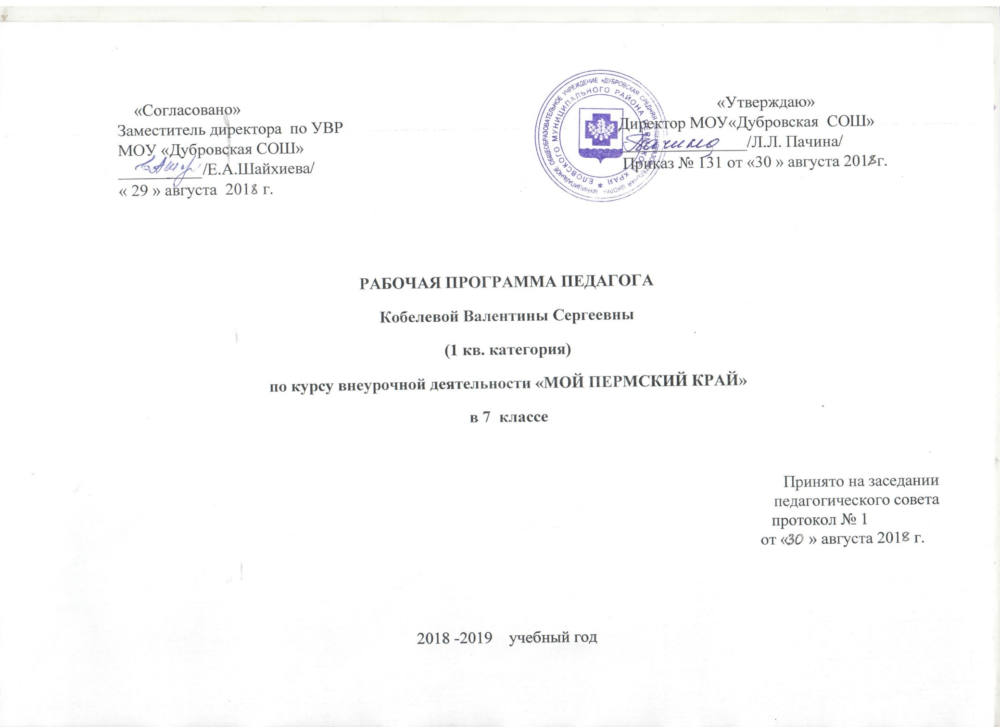 «Согласовано»
Заместитель директора по УВР
МОУ «Дубровская СОШ»
__________/Е.А.Шайхиева/
« 29 » августа 2018 г.
МУНИЦИПАЛЬНОЕ ОБЩЕОБРАЗОВАТЕЛЬНОЕ УЧРЕЖДЕНИЕ «ДУБРОВСКАЯ СРЕДНЯЯ ОБЩЕОБРАЗОВАТЕЛЬНАЯ ШКОЛА»
ЕЛОВСКОГО МУНИЦИПАЛЬНОГО РАЙОНА ПЕРМСКОГО КРАЯ
«Утверждаю»
Директор МОУ«Дубровская СОШ»
Пачина /Л.Л. Пачина/
Приказ № 131 от «30 » августа 2018г.
РАБОЧАЯ ПРОГРАММА ПЕДАГОГА
Кобелевой Валентины Сергеевны
(1 кв. категория)
по курсу внеурочной деятельности «МОЙ ПЕРМСКИЙ КРАЙ»
в 7 классе
Принято на заседании
педагогического совета
протокол № 1
от «30 » августа 2018 г.
2018 -2019 учебный год